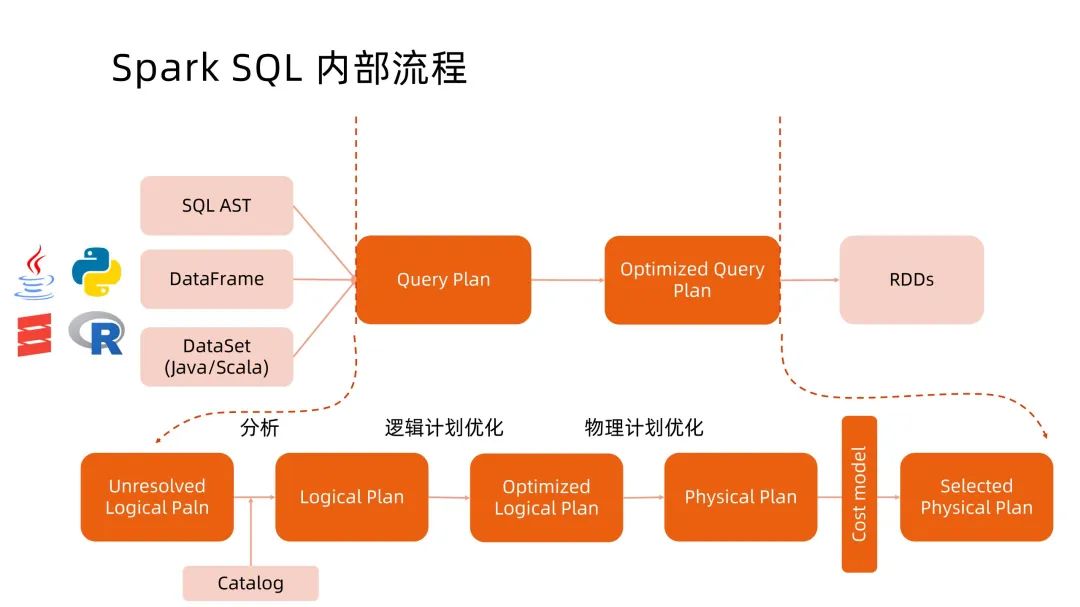 Spark SQL 内部流程
SQL AST
DataFrame
DataSet
(Java/Scala)
Query Plan
Optimized Query
Plan
RDDs
R
分析
逻辑计划优化
物理计划优化
Unresolved
Logical Paln
Logical Plan
Optimized
Logical Plan
Physical Plan
Cost model
Selected
Physical Plan
Catalog